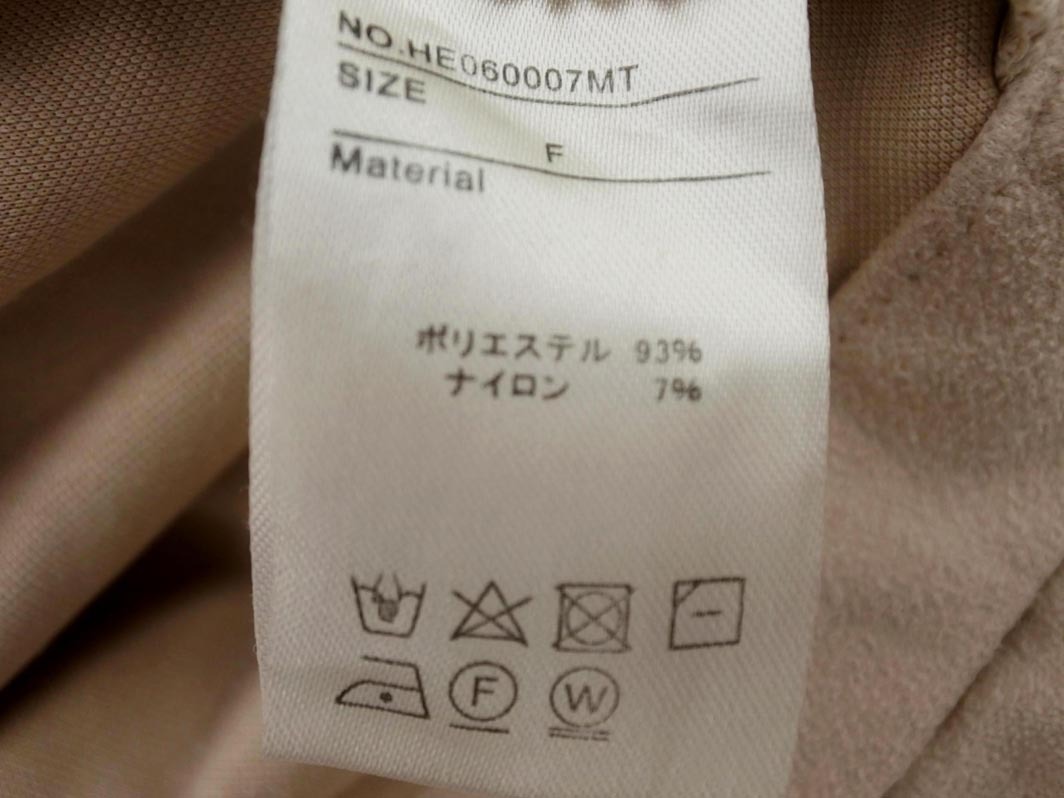 NO.HE060007MT
SIZE
F
Material
ポリエステル 93%
ナイロン 7%
F W